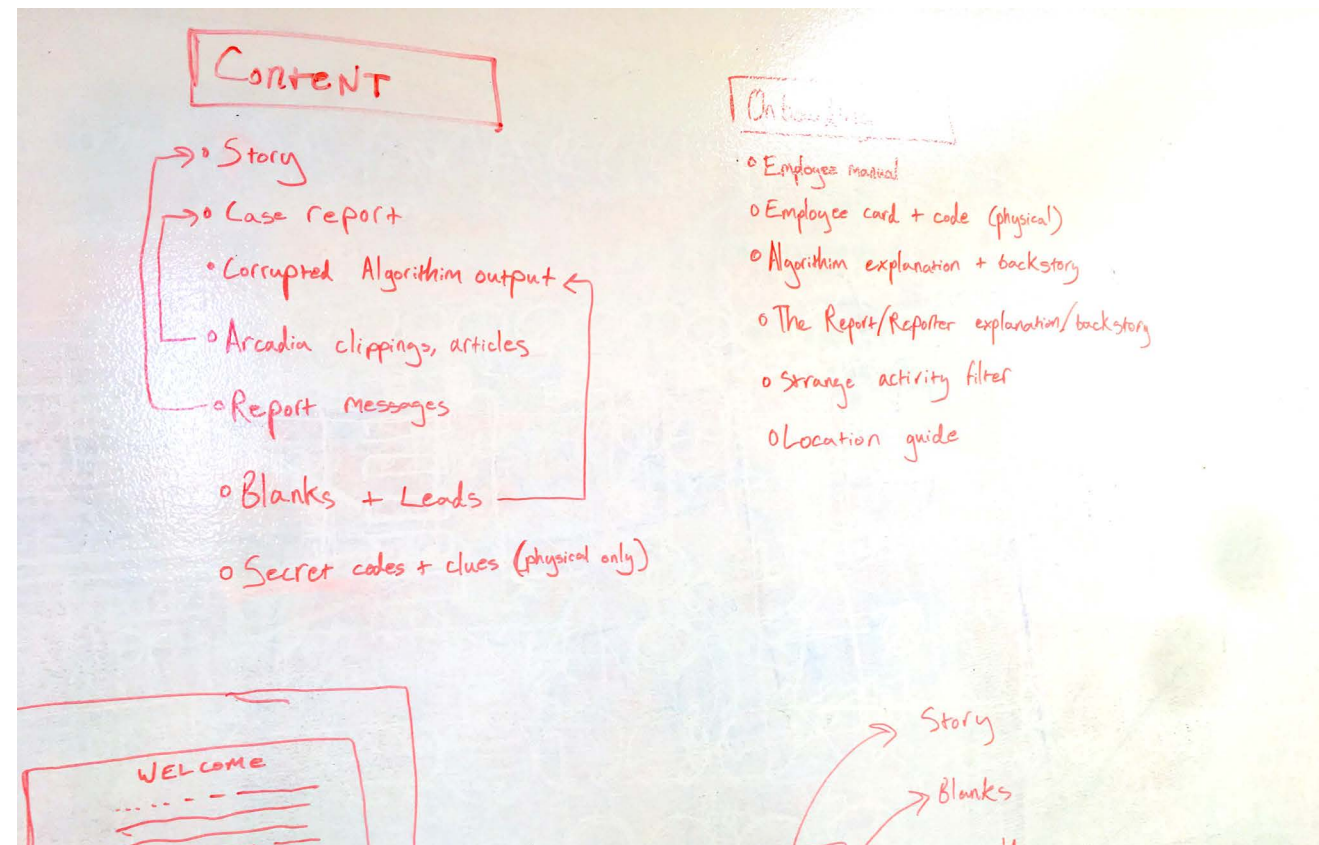 CONTENT
Story
Case report
Corrupted Algorithim output
Arcadia clippings, articles
Report messages
Blanks + Leads
Secret codes + clues (physical only)
Onboarding
Employee manual
Employee card + code (physical)
Algorithim explanation + backstory
The Report/Reporter explanation/backstory
Strange activity filter
Location guide
WELCOME
Story
Blanks